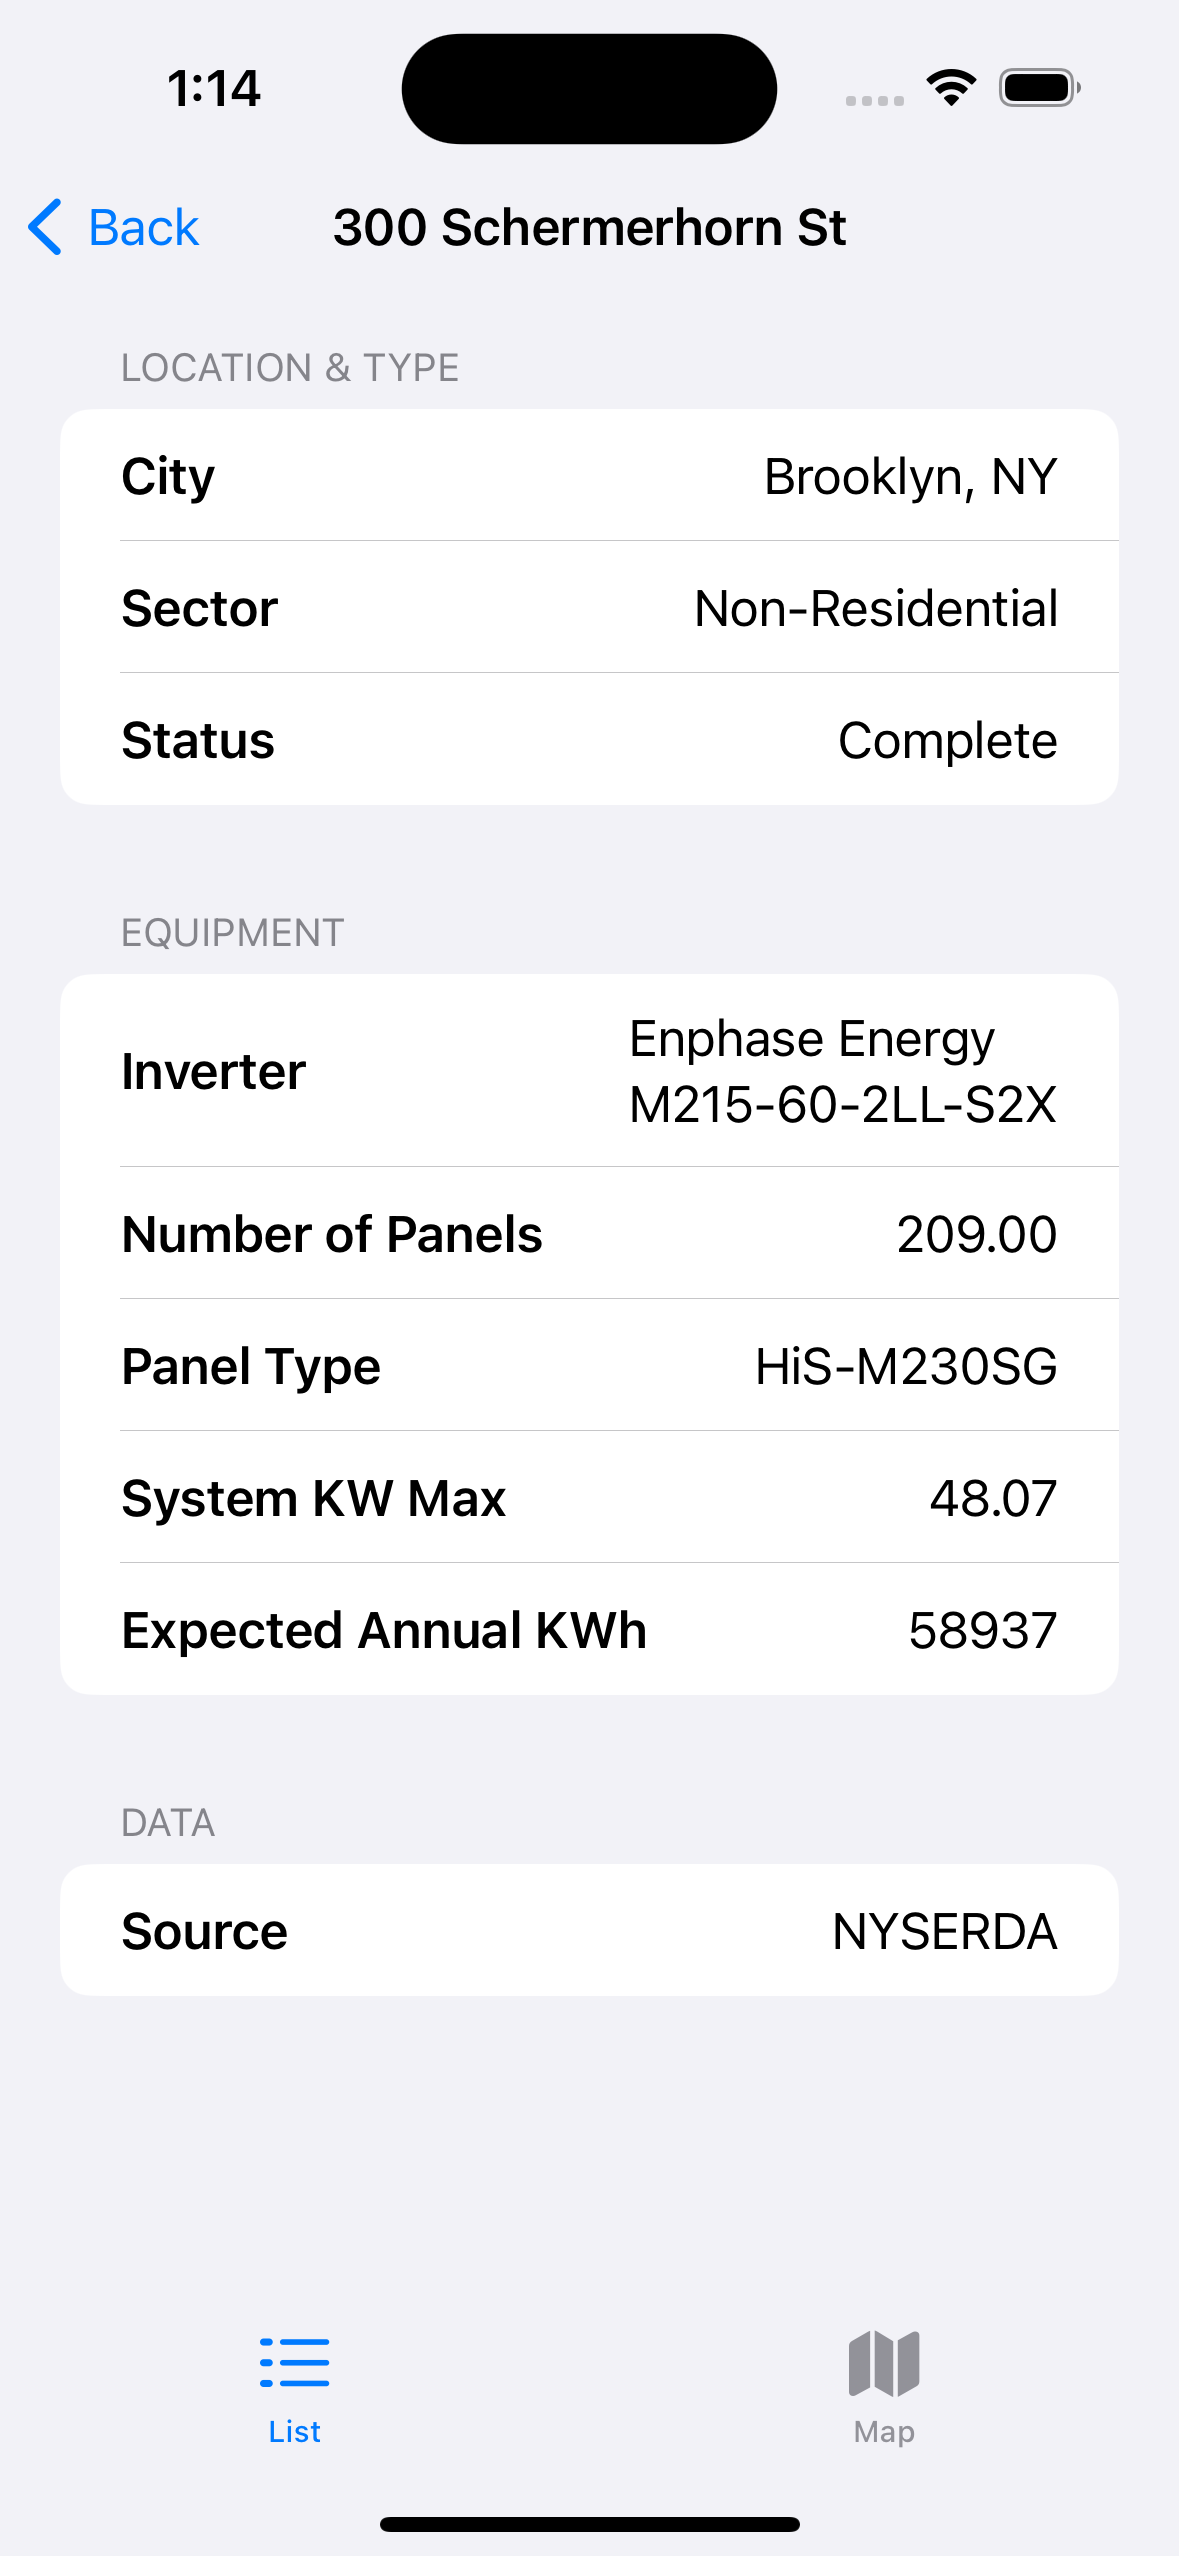 1:14
Back
300 Schermerhorn St
LOCATION & TYPE
City Brooklyn, NY
Sector Non-Residential
Status Complete
EQUIPMENT
Inverter Enphase Energy
M215-60-2LL-S2X
Number of Panels 209.00
Panel Type HiS-M230SG
System KW Max 48.07
Expected Annual KWh 58937
DATA
Source NYSERDA
List
Map